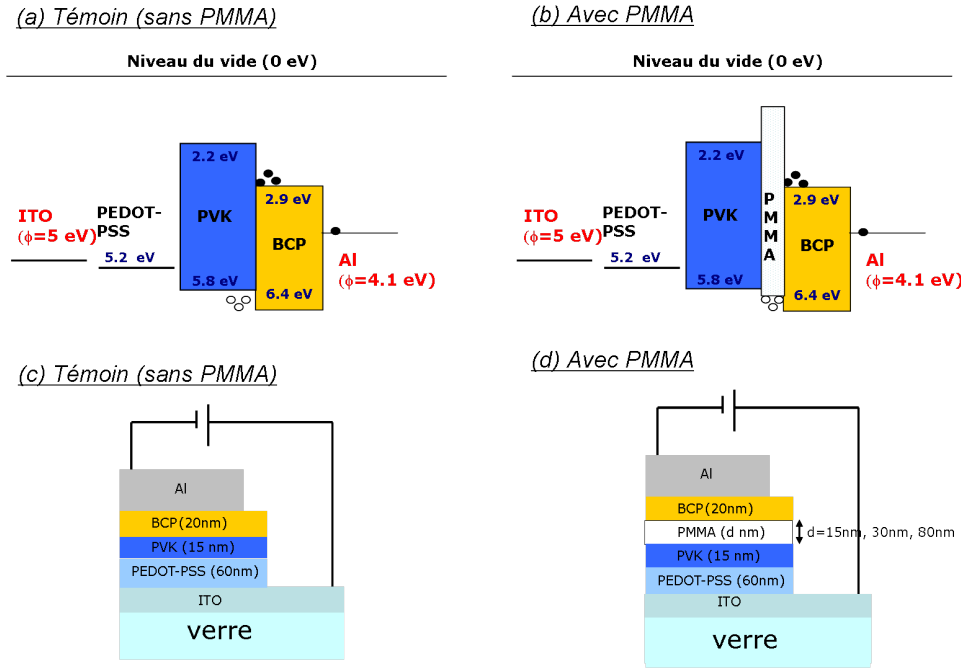 (a) Témoin (sans PMMA)
(b) Avec PMMA
Niveau du vide (0 eV)
Niveau du vide (0 eV)
2.2 eV
PVK
5.8 eV
2.9 eV
BCP
6.4 eV
ITO
(ϕ=5 eV)
PEDOT-
PSS
5.2 eV
Al
(ϕ=4.1 eV)
2.2 eV
PVK
5.8 eV
P
M
M
A
2.9 eV
BCP
6.4 eV
ITO
(ϕ=5 eV)
PEDOT-
PSS
5.2 eV
Al
(ϕ=4.1 eV)
(c) Témoin (sans PMMA)
(d) Avec PMMA
Al
BCP (20nm)
PVK (15 nm)
PEDOT-PSS (60nm)
ITO
verre
Al
BCP (20nm)
PMMA (d nm)
d=15nm, 30nm, 80nm
PVK (15 nm)
PEDOT-PSS (60nm)
ITO
verre